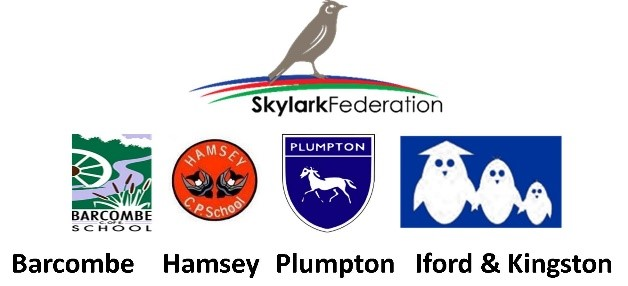 SkylarkFederation
BARCOMBE
C of E
SCHOOL
HAMSEY
C.P. School
PLUMPTON
Barcombe Hamsey Plumpton Iford & Kingston